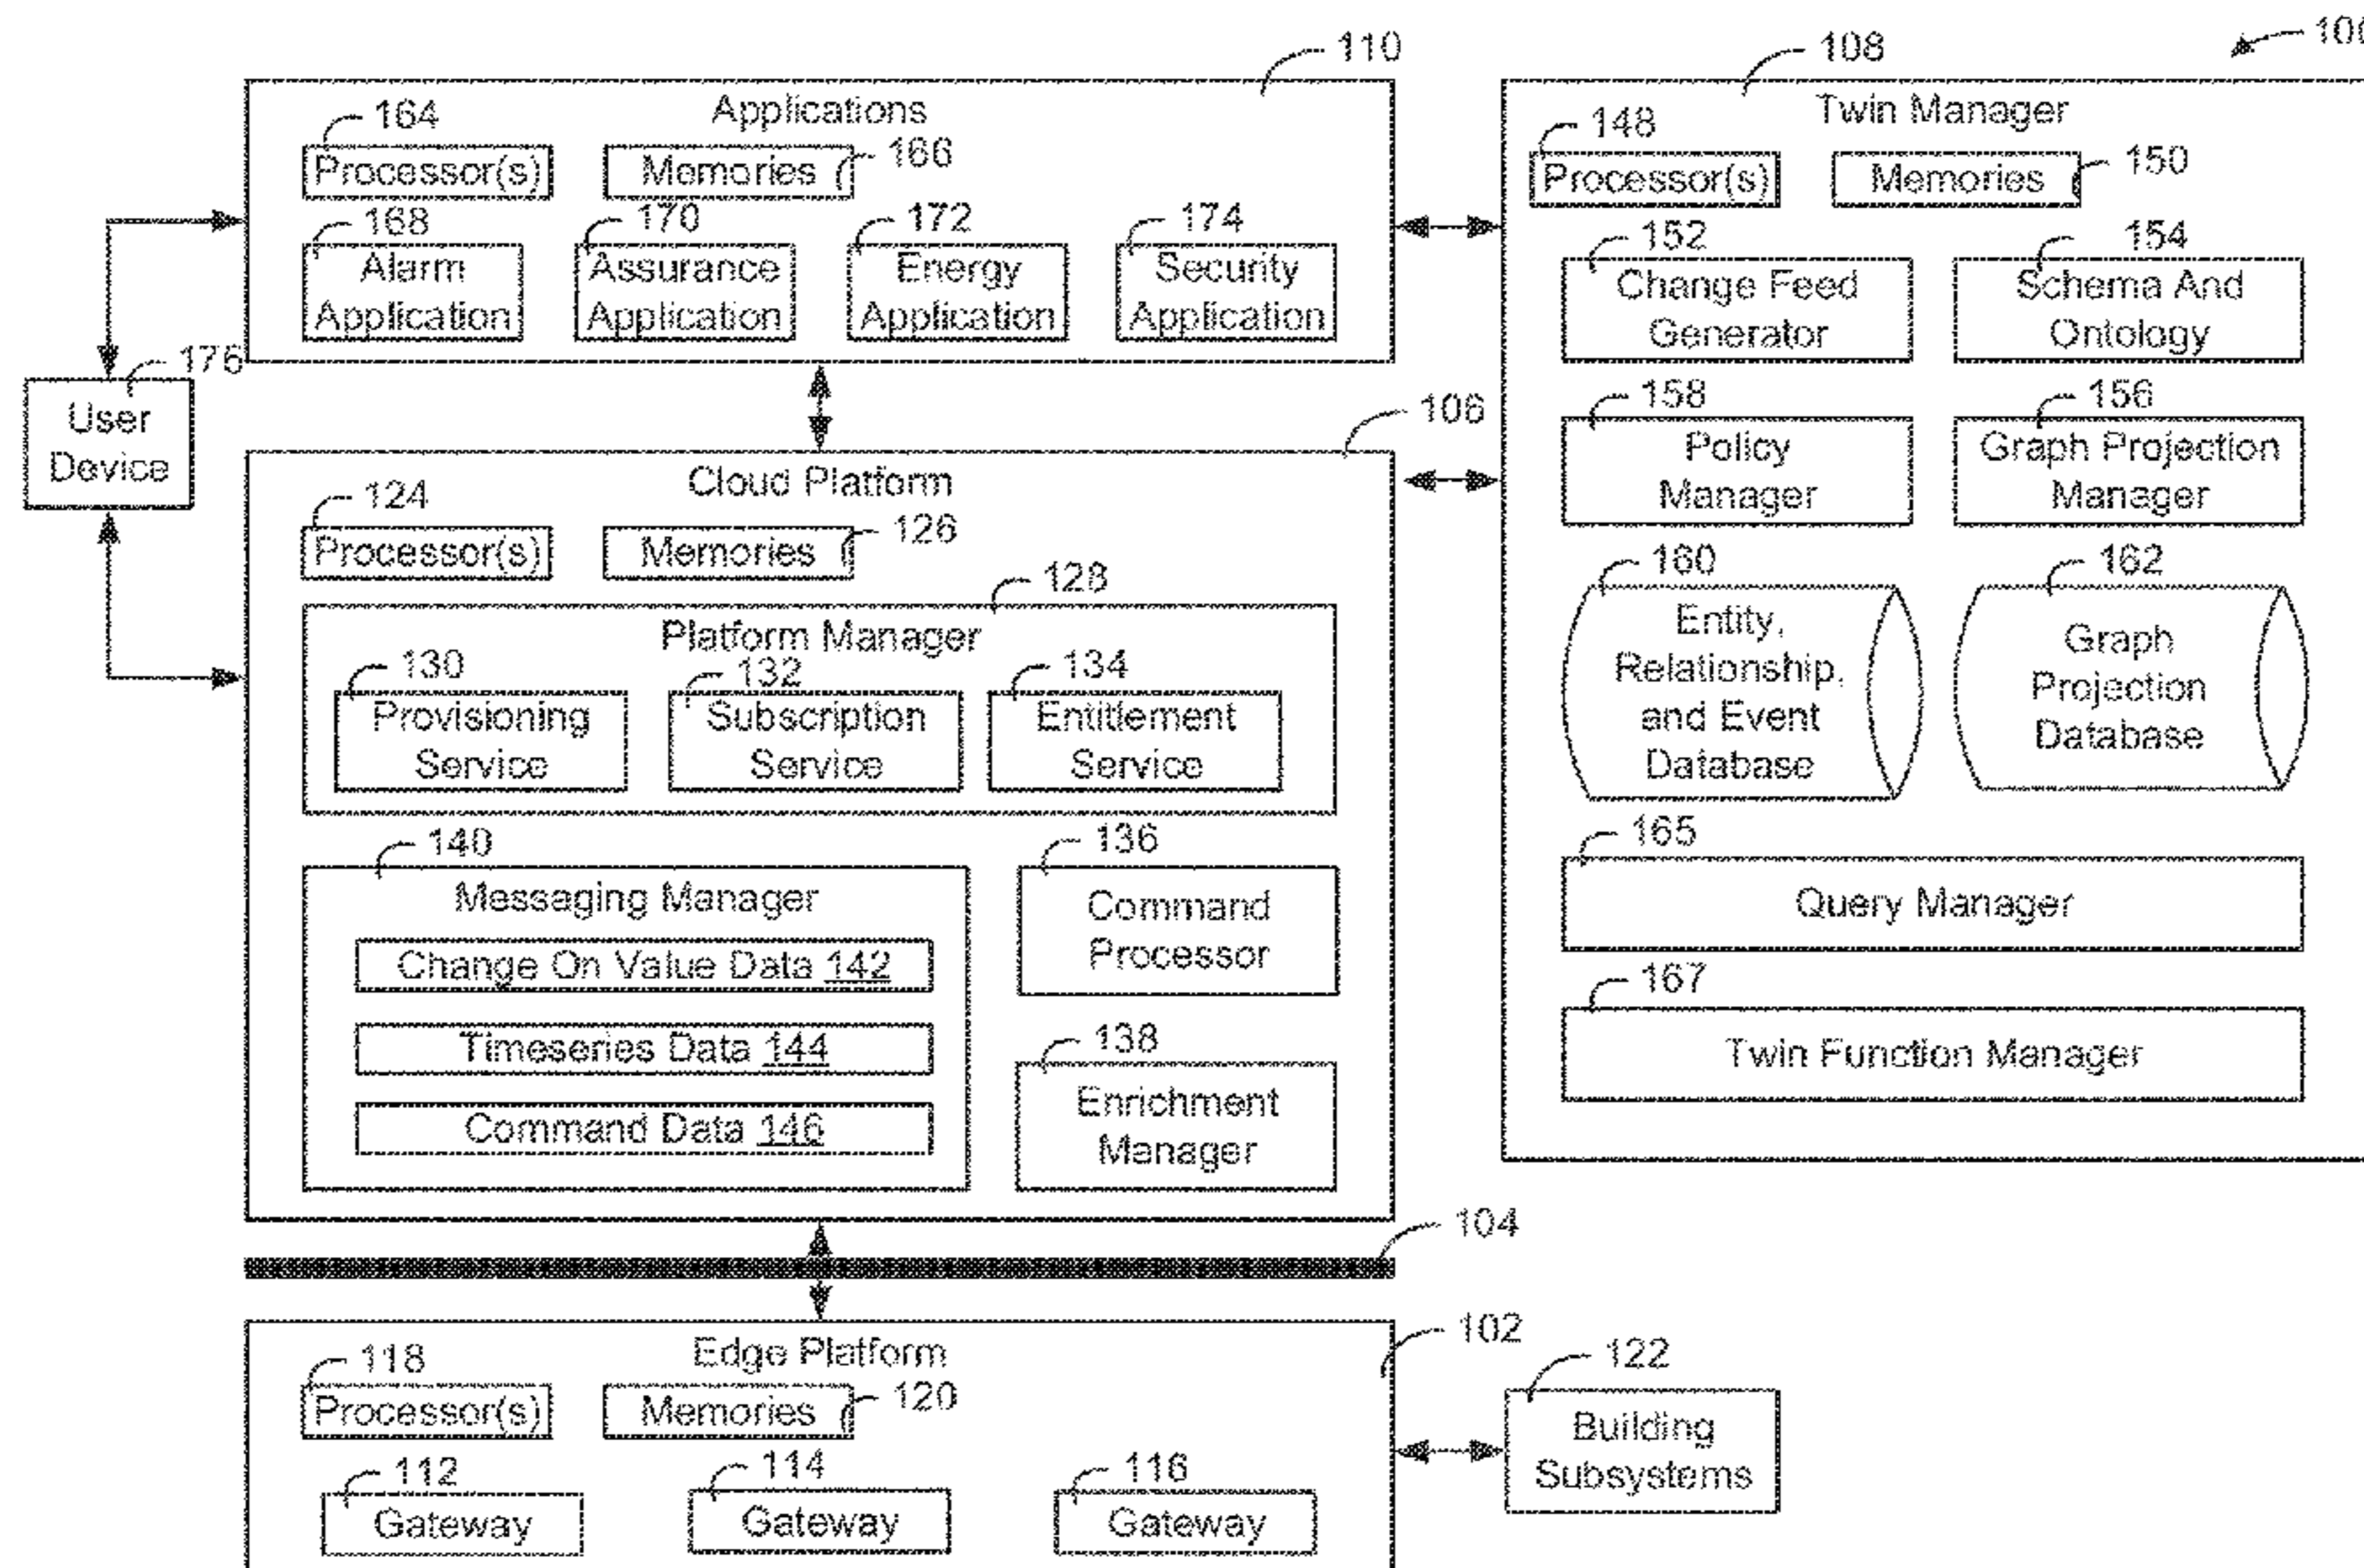 110
108
100
Applications
Twin Manager
164
166
148
150
Processor(s)
Memories
Processor(s)
Memories
168
170
172
174
152
154
Alarm
Application
Assurance
Application
Energy
Application
Security
Application
Change Feed
Generator
Schema And
Ontology
176
User
Device
106
158
156
Policy
Manager
Graph Projection
Manager
Cloud Platform
124
126
Processor(s)
Memories
160
162
Entity,
Relationship,
and Event
Database
Graph
Projection
Database
128
Platform Manager
130
132
134
Provisioning
Service
Subscription
Service
Entitlement
Service
165
Query Manager
140
136
Messaging Manager
Command
Processor
Change On Value Data 142
Timeseries Data 144
Command Data 146
167
Twin Function Manager
138
Enrichment
Manager
104
102
Edge Platform
118
120
122
Processor(s)
Memories
Building
Subsystems
112
114
116
Gateway
Gateway
Gateway